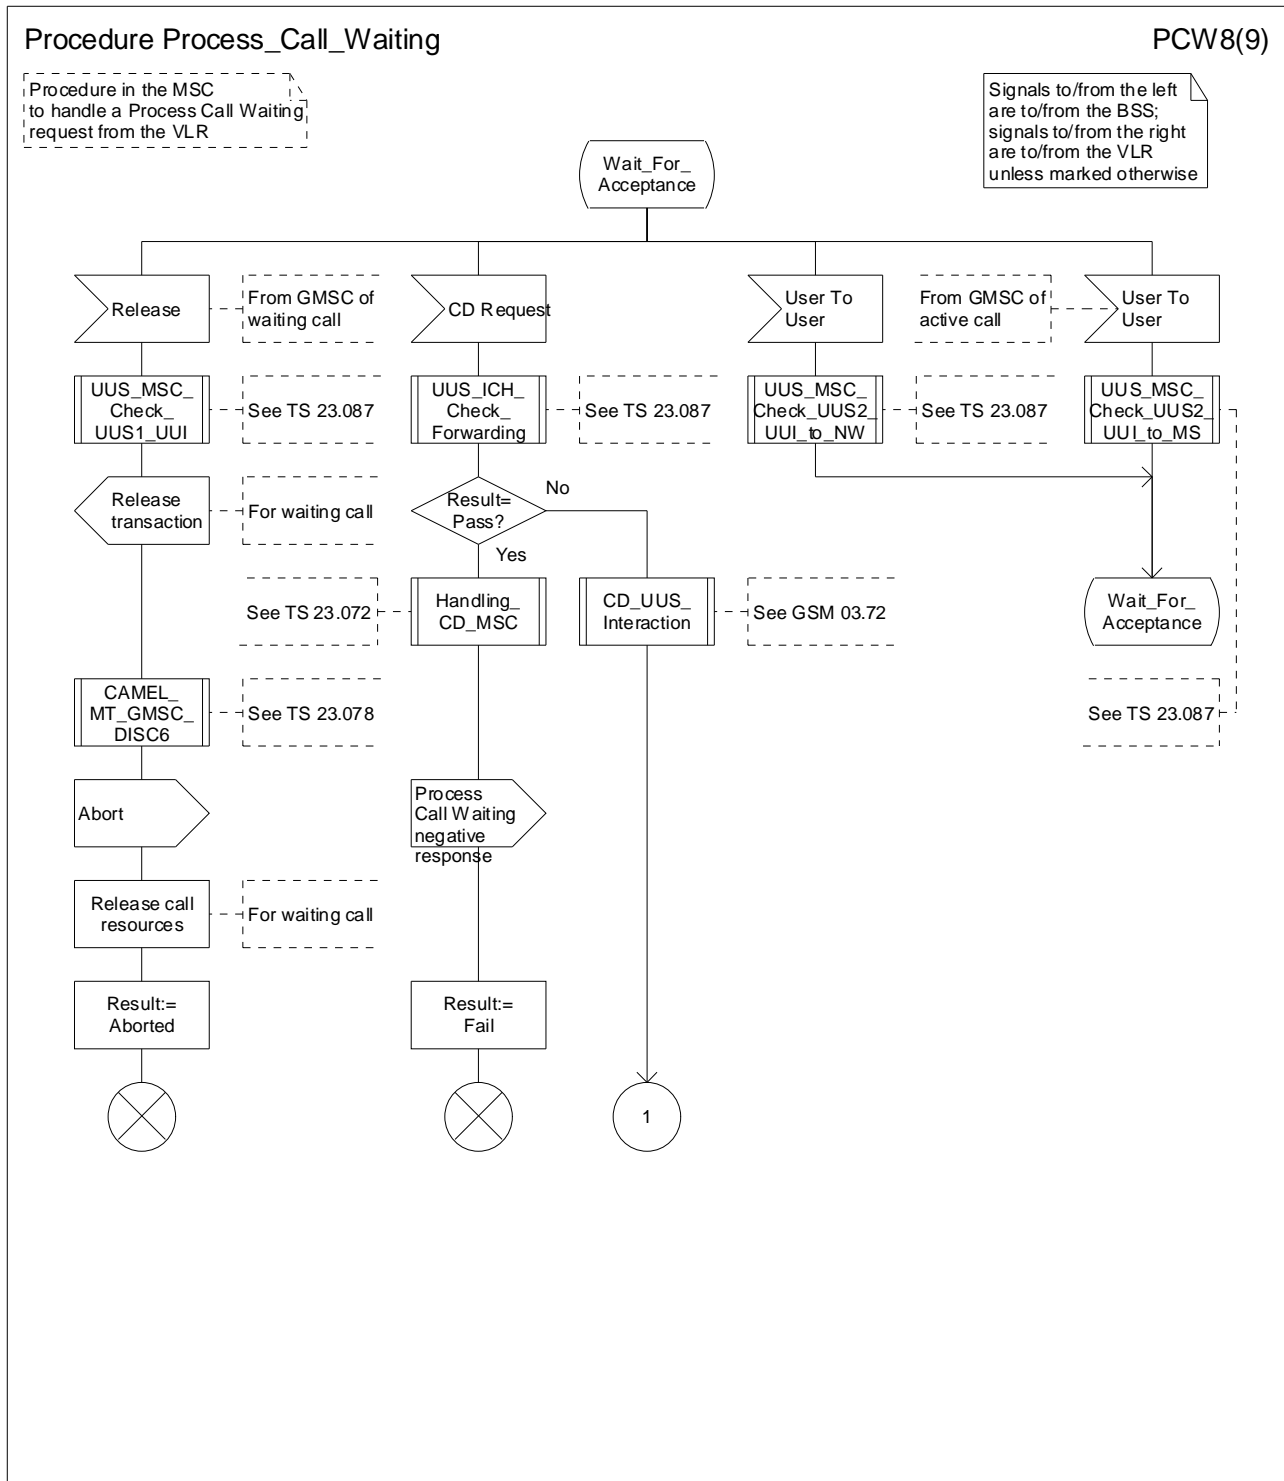 Procedure Process_Call_Waiting
PCW8(9)
Procedure in the MSC
to handle a Process Call Waiting
request from the VLR
Signals to/from the left
are to/from the BSS;
signals to/from the right
are to/from the VLR
unless marked otherwise
Wait_For_
Acceptance
Release
From GMSC of
waiting call
CD Request
User To
User
From GMSC of
active call
User To
User
UUS_MSC_
Check_
UUS1_UUI
See TS 23.087
UUS_ICH_
Check_
Forwarding
See TS 23.087
UUS_MSC_
Check_UUS2_
UUI_to_NW
See TS 23.087
UUS_MSC_
Check_UUS2_
UUI_to_MS
Release
transaction
For waiting call
Result=
Pass?
No
Yes
See TS 23.072
Handling_
CD_MSC
CD_UUS_
Interaction
See GSM 03.72
Wait_For_
Acceptance
CAMEL_
MT_GMSC_
DISC6
See TS 23.078
See TS 23.087
Abort
Process
Call Waiting
negative
response
Release call
resources
For waiting call
Result:=
Aborted
Result:=
Fail
1